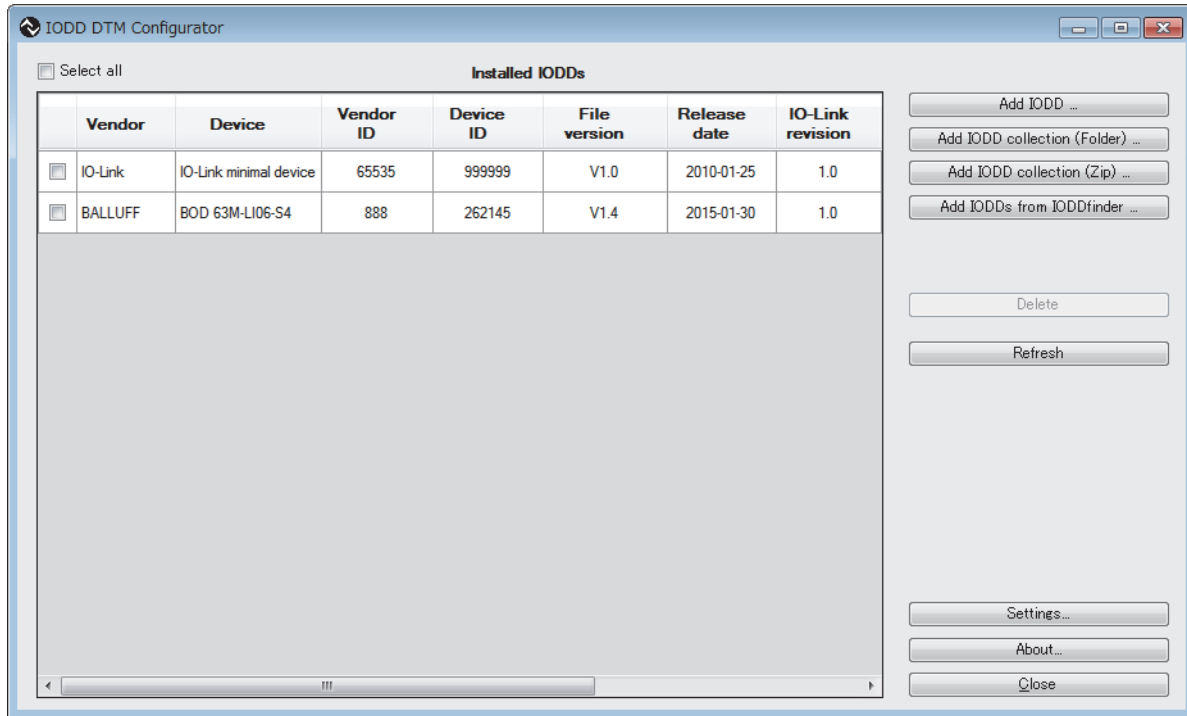 IODD DTM Configurator
Select all
Installed IODDs
Vendor Device Vendor ID Device ID File version Release date IO-Link revision
IO-Link IO-Link minimal device 65535 999999 V1.0 2010-01-25 1.0
BALLUFF BOD 63M-LI06-S4 888 262145 V1.4 2015-01-30 1.0
Add IODD ...
Add IODD collection (Folder) ...
Add IODD collection (Zip) ...
Add IODDs from IODDfinder ...
Delete
Refresh
Settings...
About...
Close